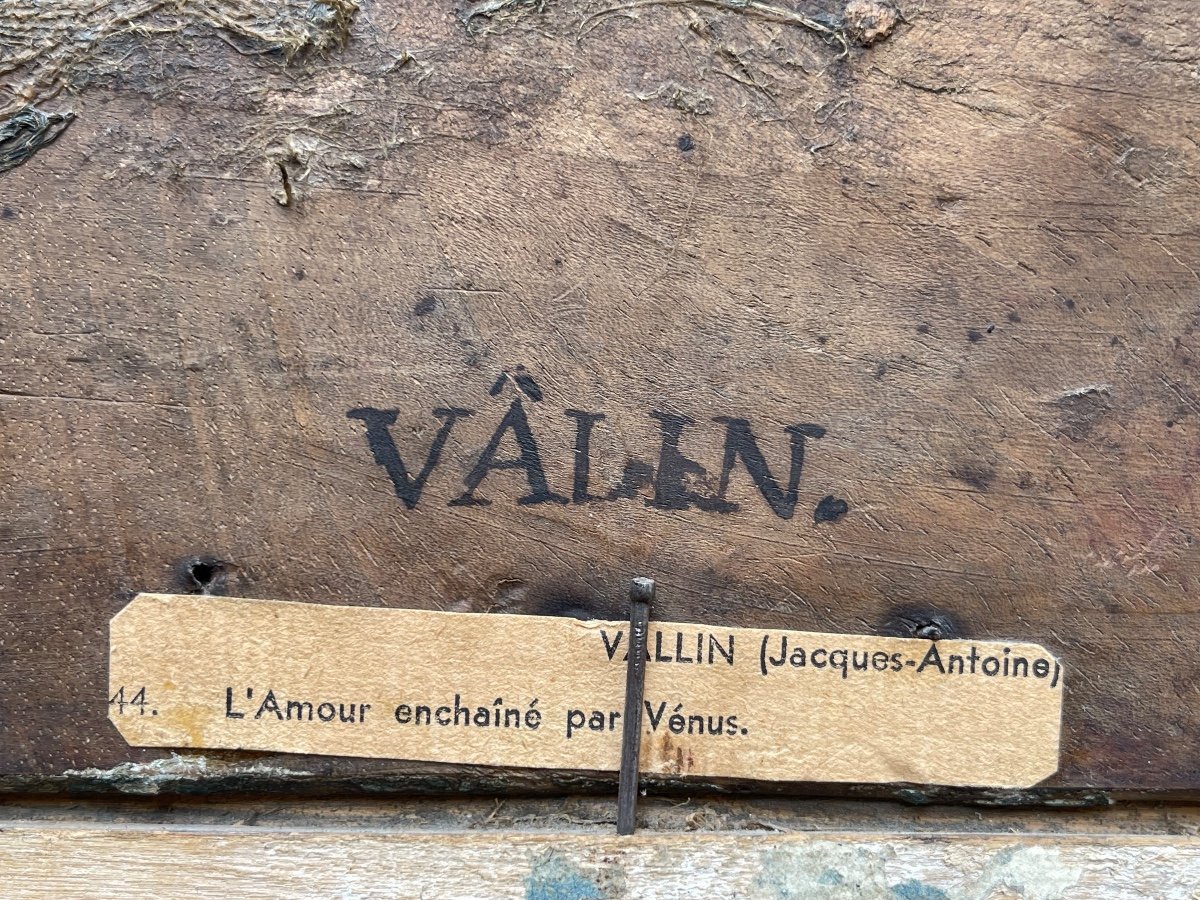 VÂLIN.
VALLIN (Jacques-Antoine)
44. L'Amour enchaîné par Vénus.